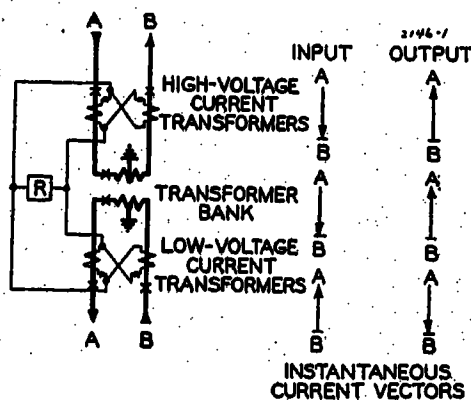 A B
2146-1
INPUT OUTPUT
A A
HIGH-VOLTAGE
CURRENT
TRANSFORMERS
B B
R
A A
TRANSFORMER
BANK
B B
LOW-VOLTAGE
CURRENT
TRANSFORMERS
A A
A B
B B
INSTANTANEOUS
CURRENT VECTORS